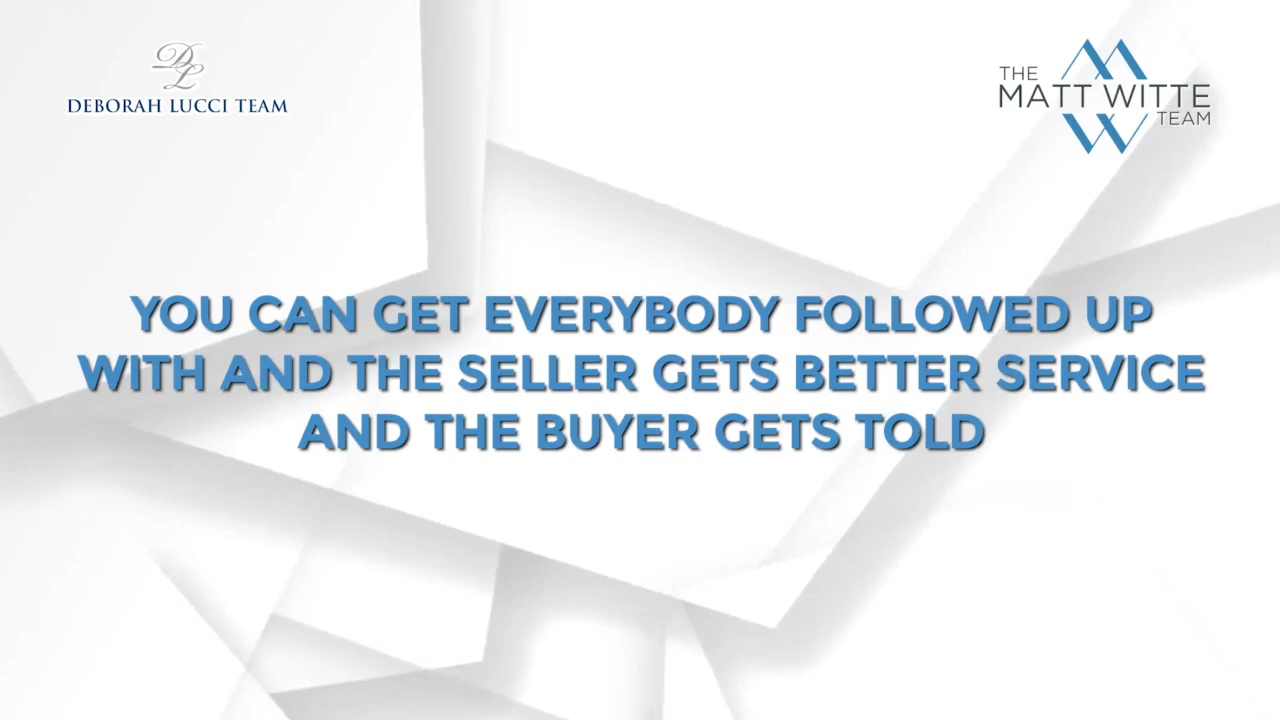 DL
DEBORAH LUCCI TEAM
THE
MATT WITTE
TEAM
YOU CAN GET EVERYBODY FOLLOWED UP
WITH AND THE SELLER GETS BETTER SERVICE
AND THE BUYER GETS TOLD